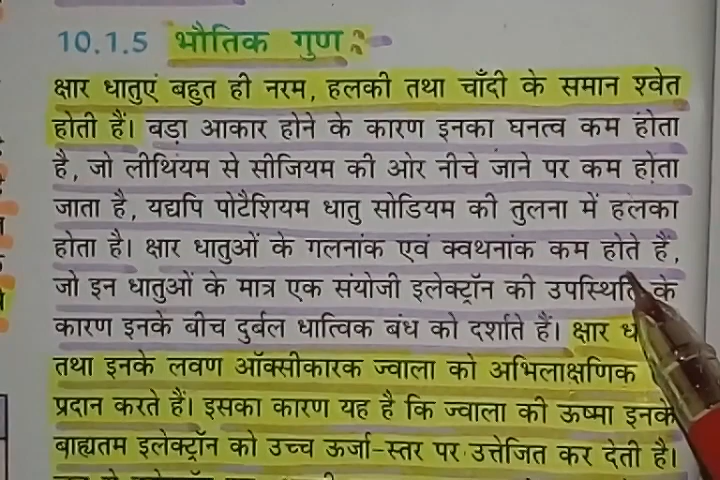 10.1.5 भौतिक गुण :
क्षार धातुएं बहुत ही नरम, हलकी तथा चाँदी के समान श्वेत
होती हैं। बड़ा आकार होने के कारण इनका घनत्व कम होता
है, जो लीथियम से सीजियम की ओर नीचे जाने पर कम होता
जाता है, यद्यपि पोटैशियम धातु सोडियम की तुलना में हलका
होता है। क्षार धातुओं के गलनांक एवं क्वथनांक कम होते हैं,
जो इन धातुओं के मात्र एक संयोजी इलेक्ट्रॉन की उपस्थिति के
कारण इनके बीच दुर्बल धात्विक बंध को दर्शाते हैं। क्षार
तथा इनके लवण ऑक्सीकारक ज्वाला को अभिलाक्षणिक
प्रदान करते हैं। इसका कारण यह है कि ज्वाला की ऊष्मा इनके
बाह्यतम इलेक्ट्रॉन को उच्च ऊर्जा-स्तर पर उत्तेजित कर देती है।